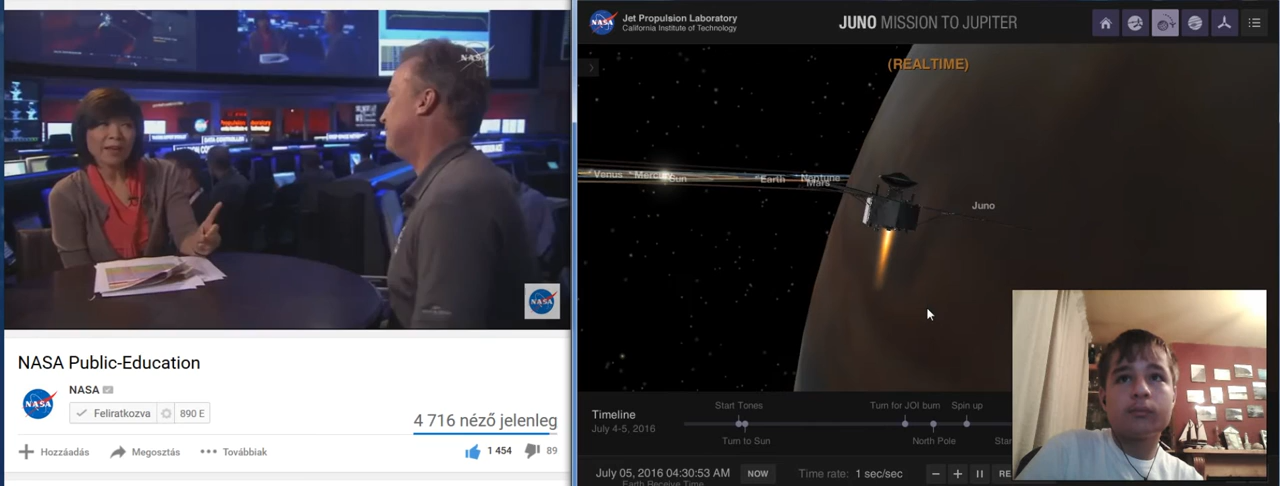 NASA
NASA
NASA Public-Education
NASA
NASA
Feliratkozva
890 E
4 716 néző jelenleg
Hozzáadás
Megosztás
Továbbiak
1 454
89
NASA
Jet Propulsion Laboratory
California Institute of Technology
JUNO MISSION TO JUPITER
(REALTIME)
Venus
Sun
Earth
Neptune
Mars
Juno
Timeline
July 4-5, 2016
Start Tones
Turn to Sun
Turn for JOI burn
North Pole
Spin up
July 05, 2016 04:30:53 AM
Earth Receive Time
NOW
Time rate: 1 sec/sec